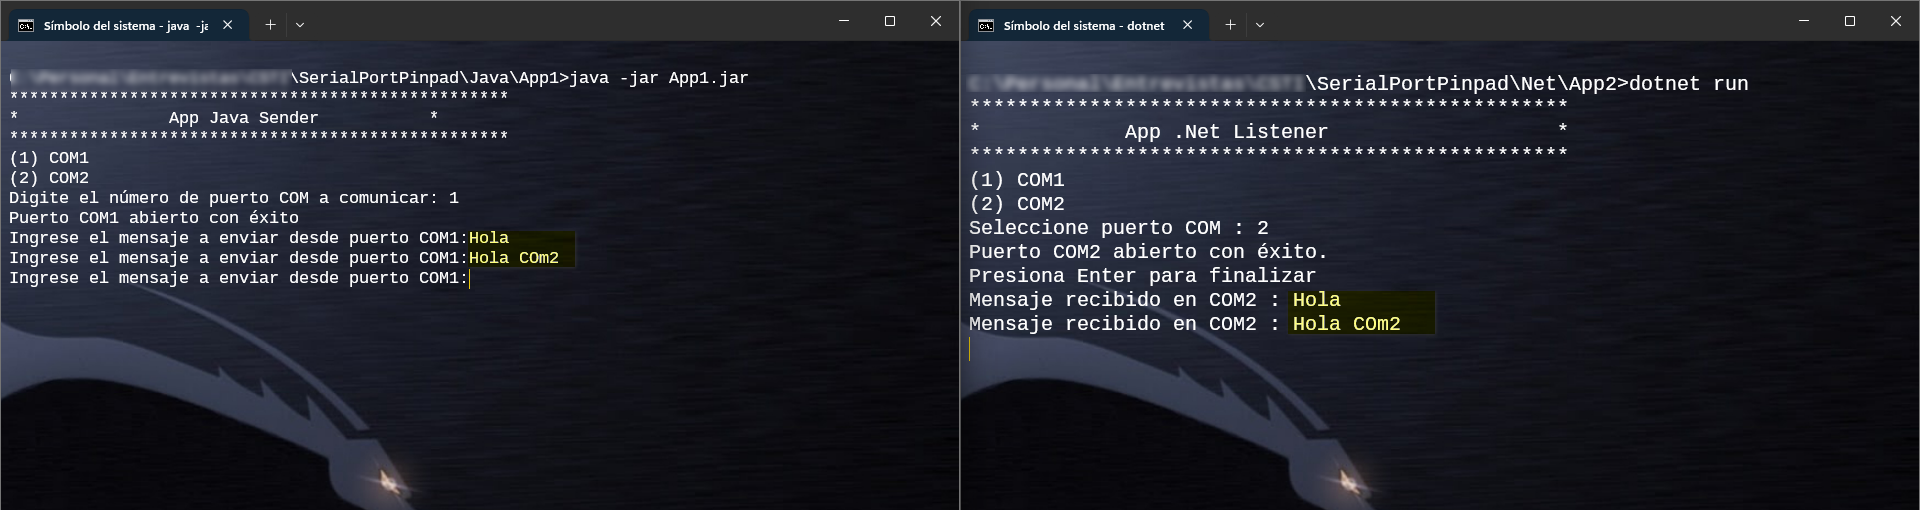 Símbolo del sistema - java -ja
\SerialPortPinpad\Java\App1>java -jar App1.jar
**************************************************
* App Java Sender *
**************************************************
(1) COM1
(2) COM2
Digite el número de puerto COM a comunicar: 1
Puerto COM1 abierto con éxito
Ingrese el mensaje a enviar desde puerto COM1:Hola
Ingrese el mensaje a enviar desde puerto COM1:Hola COm2
Ingrese el mensaje a enviar desde puerto COM1:
Símbolo del sistema - dotnet
\SerialPortPinpad\Net\App2>dotnet run
**************************************************
* App .Net Listener *
**************************************************
(1) COM1
(2) COM2
Seleccione puerto COM : 2
Puerto COM2 abierto con éxito.
Presiona Enter para finalizar
Mensaje recibido en COM2 : Hola
Mensaje recibido en COM2 : Hola COm2